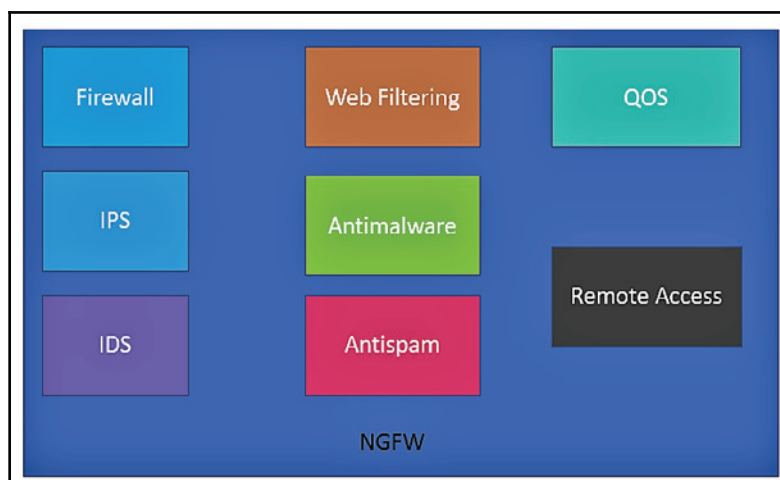 Firewall
Web Filtering
QOS
IPS
Antimalware
Remote Access
IDS
Antispam
NGFW